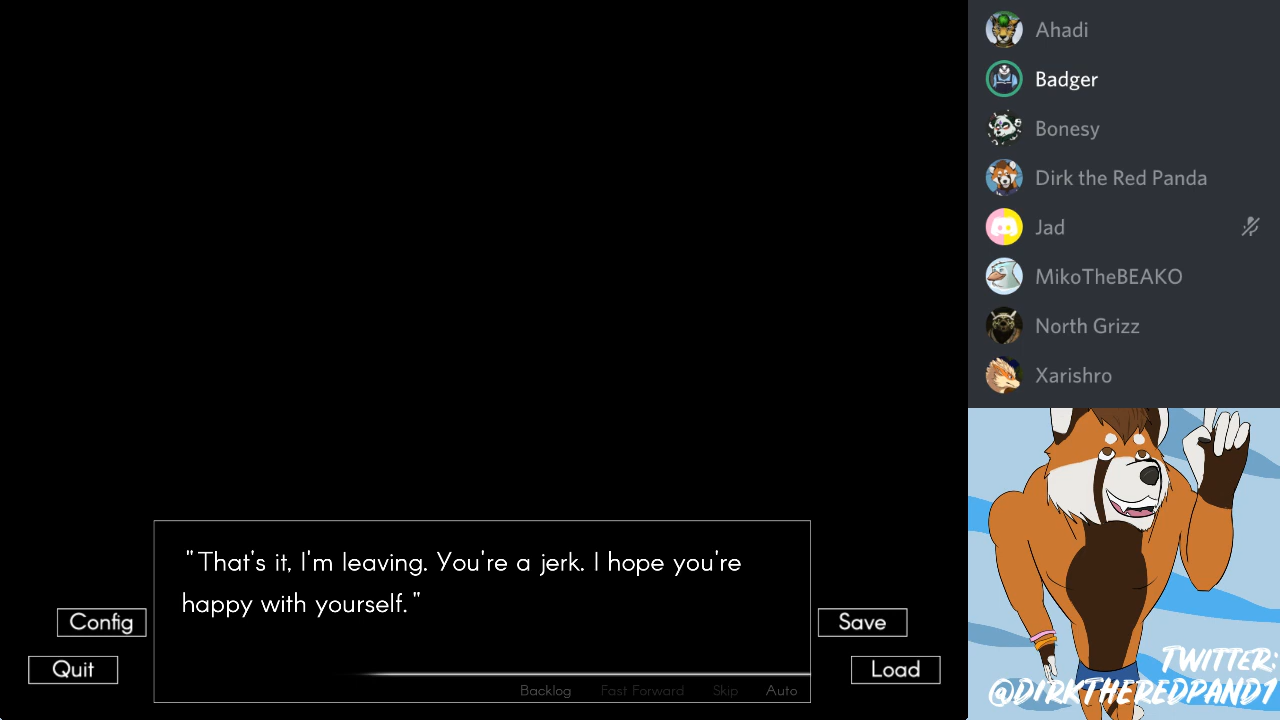 Ahadi
Badger
Bonesy
Dirk the Red Panda
Jad
MikoTheBEAKO
North Grizz
Xarishro
"That's it, I'm leaving. You're a jerk. I hope you're
happy with yourself."
Config
Quit
Save
Load
Backlog Fast Forward Skip Auto
TWITTER:
@DIRKTHEREDPAND1